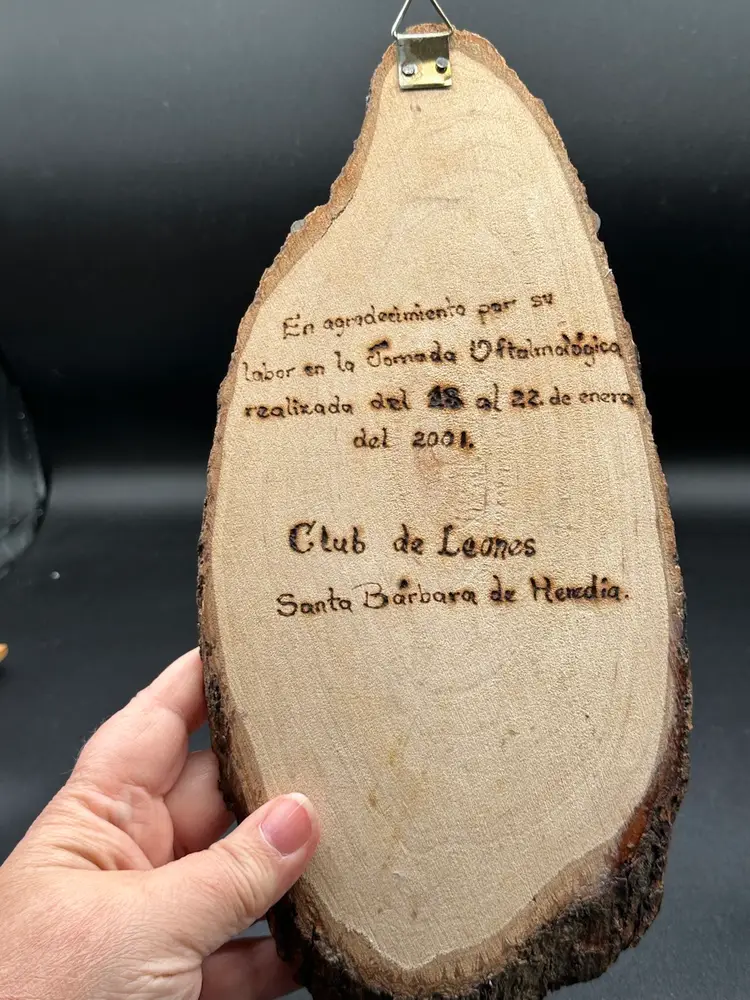 En agradecimiento por su
labor en la Jornada Oftalmológica
realizada del 18 al 22 de enero
del 2001.
Club de Leones
Santa Bárbara de Heredia.